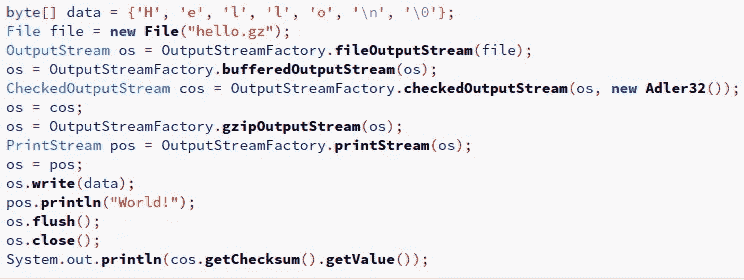 byte[] data = {'H', 'e', 'l', 'l', 'o', '\n', '\0'};
File file = new File("hello.gz");
OutputStream os = OutputStreamFactory.fileOutputStream(file);
os = OutputStreamFactory.bufferedOutputStream(os);
CheckedOutputStream cos = OutputStreamFactory.checkedOutputStream(os, new Adler32());
os = cos;
os = OutputStreamFactory.gzipOutputStream(os);
PrintStream pos = OutputStreamFactory.printStream(os);
os = pos;
os.write(data);
pos.println("World!");
os.flush();
os.close();
System.out.println(cos.getChecksum().getValue());